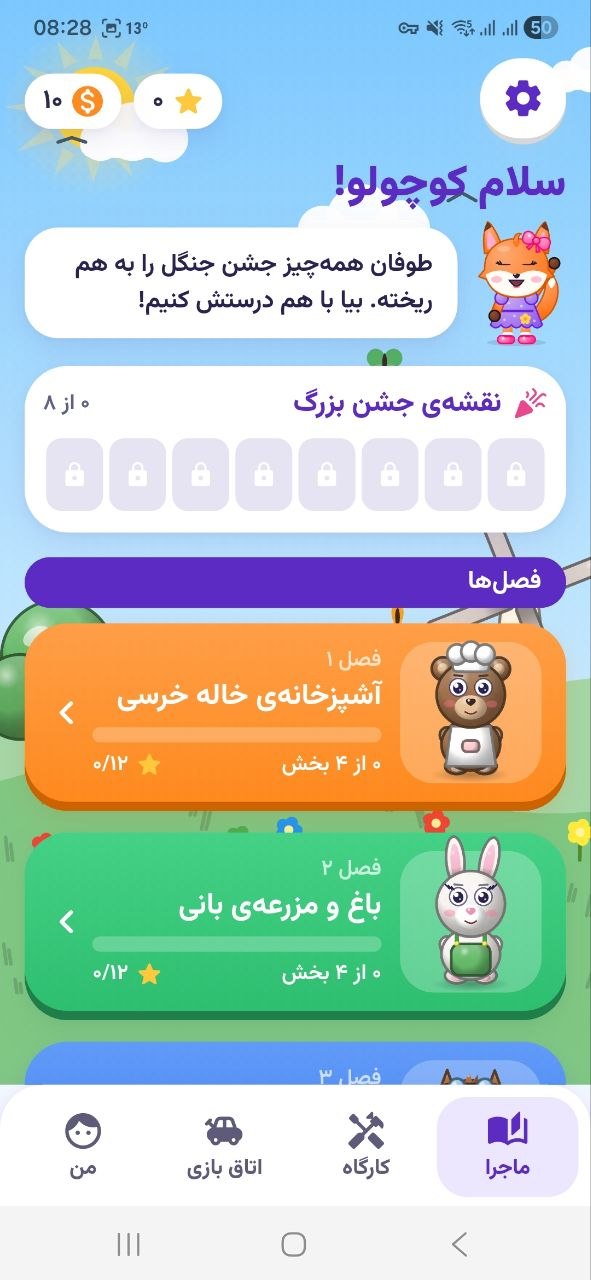 08:28 13° 50
۱۰ ۰
سلام کوچولو!
طوفان همه‌چیز جشن جنگل را به هم
ریخته. بیا با هم درستش کنیم!
نقشه‌ی جشن بزرگ
۰ از ۸
فصل‌ها
فصل ۱
آشپزخانه‌ی خاله خرسی
۰ از ۴ بخش
۰/۱۲
فصل ۲
باغ و مزرعه‌ی بانی
۰ از ۴ بخش
۰/۱۲
فصل ۳
ماجرا
کارگاه
اتاق بازی
من